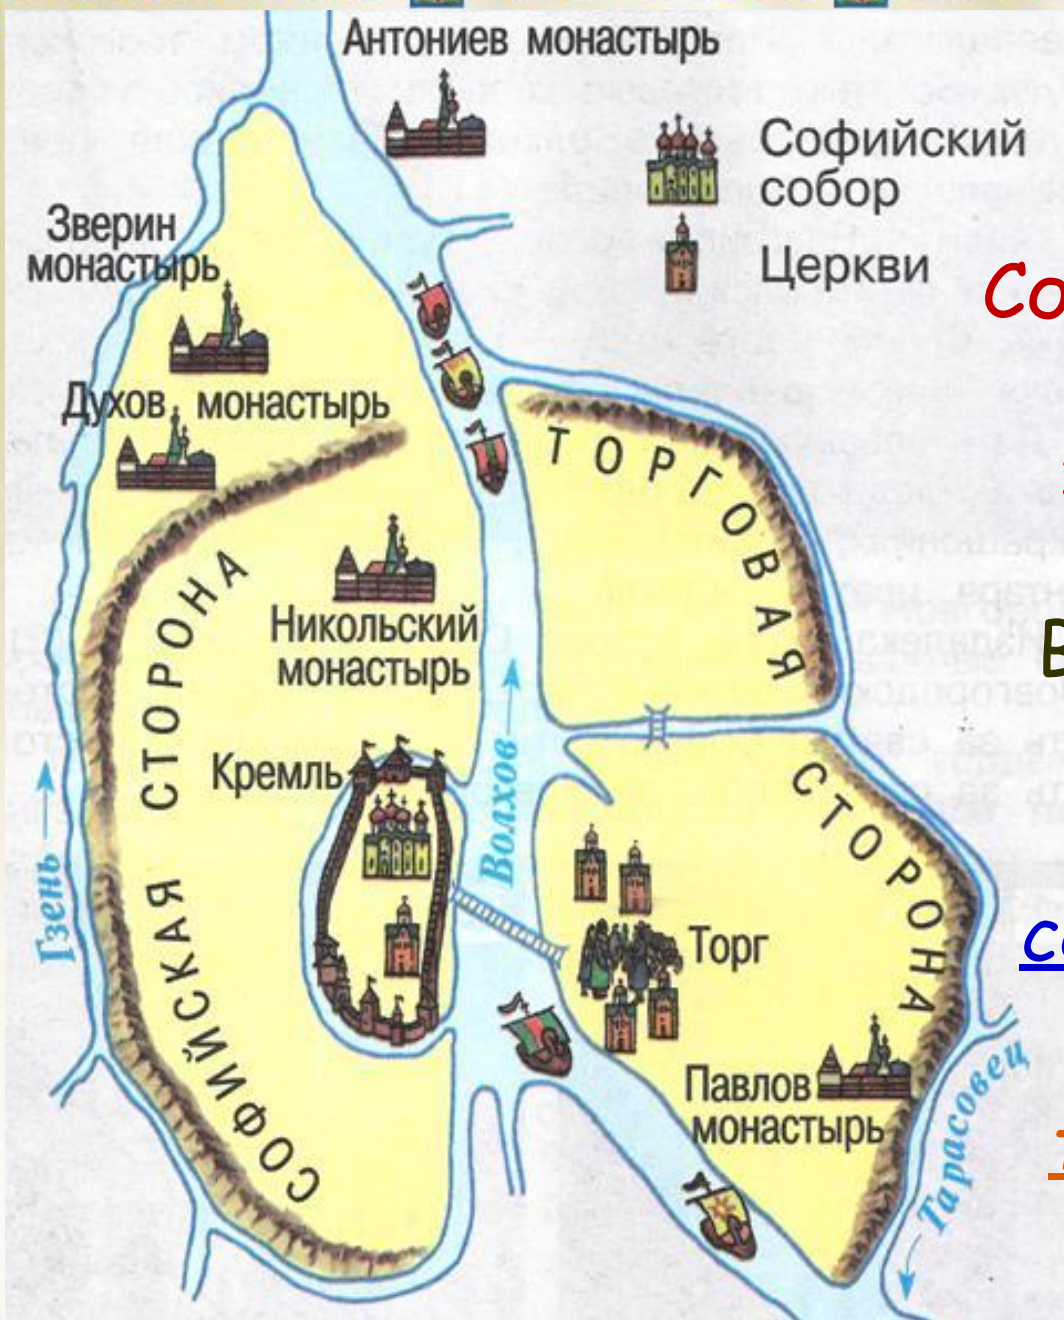 Антониев монастырь
Софийский
собор
Зверин
монастырь
Церкви
Со
Духов монастырь
ТОРГОВАЯ
СТОРОНА
Никольский
монастырь
В
Кремль
СТОРОНА
Волхов
Гзень
СОФИЙСКАЯ
Торг
с
Павлов
монастырь
Тарасовец